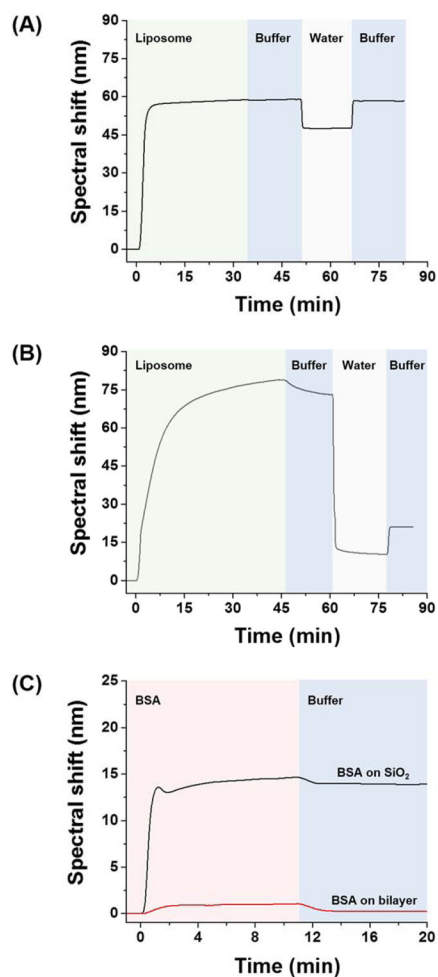 (A)
Liposome Buffer Water Buffer
Spectral shift (nm)
90
75
60
45
30
15
0
0 15 30 45 60 75 90
Time (min)
(B)
Liposome Buffer Water Buffer
Spectral shift (nm)
90
75
60
45
30
15
0
0 15 30 45 60 75 90
Time (min)
(C)
BSA Buffer
Spectral shift (nm)
25
20
15
10
5
0
BSA on SiO₂
BSA on bilayer
0 4 8 12 16 20
Time (min)